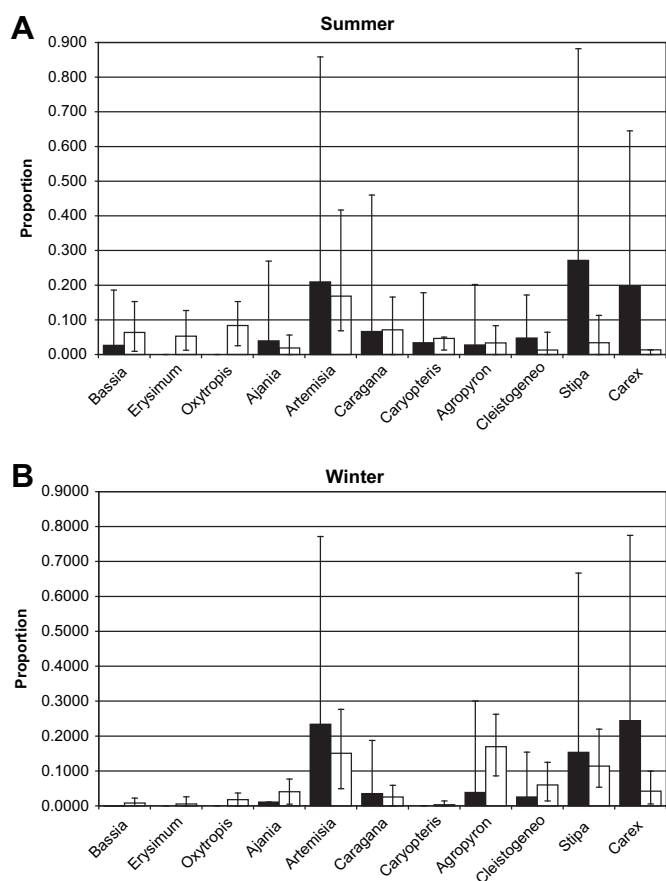 A
Summer
Proportion
0.900
0.800
0.700
0.600
0.500
0.400
0.300
0.200
0.100
0.000
Bassia
Erysimum
Oxytropis
Ajania
Artemisia
Caragana
Caryopteris
Agropyron
Cleistogeneo
Stipa
Carex
B
Winter
Proportion
0.9000
0.8000
0.7000
0.6000
0.5000
0.4000
0.3000
0.2000
0.1000
0.0000
Bassia
Erysimum
Oxytropis
Ajania
Artemisia
Caragana
Caryopteris
Agropyron
Cleistogeneo
Stipa
Carex